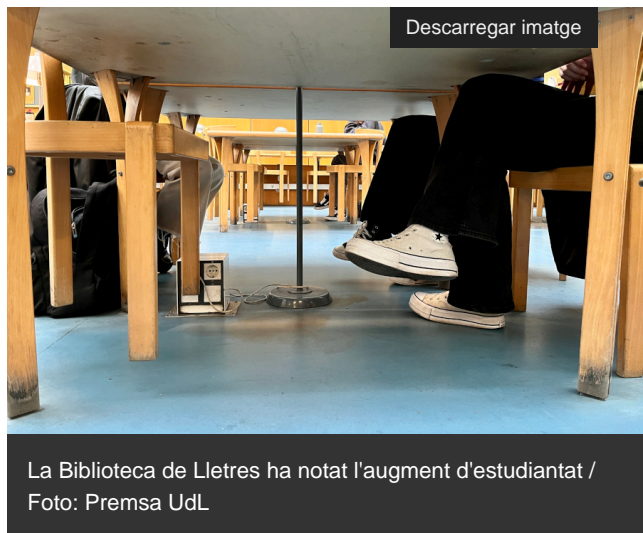 Descarregar imatge
La Biblioteca de Lletres ha notat l'augment d'estudiantat /
Foto: Premsa UdL